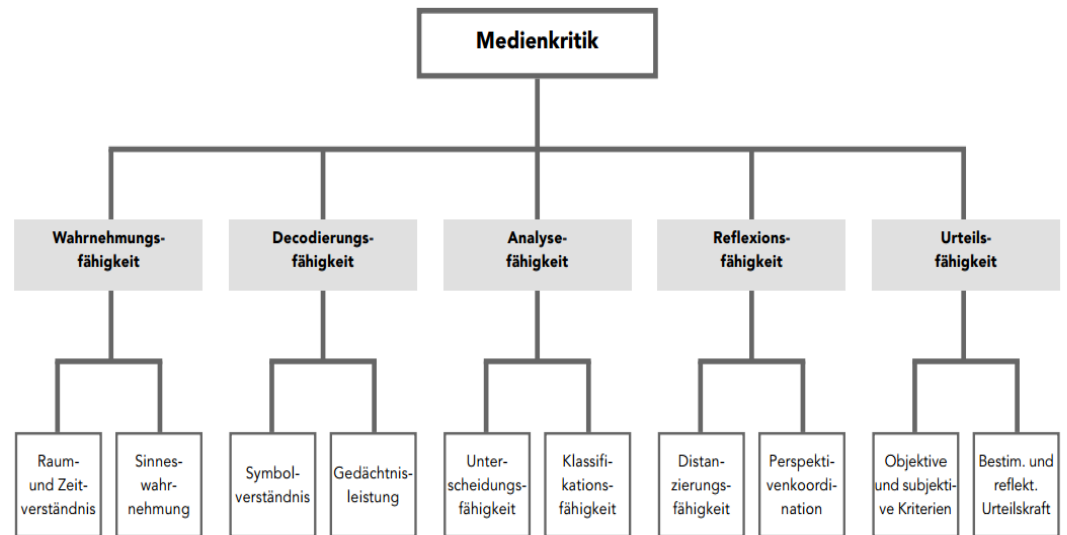 Medienkritik
Wahrnehmungs-
fähigkeit
Decodierungs-
fähigkeit
Analyse-
fähigkeit
Reflexions-
fähigkeit
Urteils-
fähigkeit
Raum-
und Zeit-
verständnis
Sinnes-
wahr-
nehmung
Symbol-
verständnis
Gedächtnis-
leistung
Unter-
scheidungs-
fähigkeit
Klassifi-
kations-
fähigkeit
Distan-
zierungs-
fähigkeit
Perspekti-
venkoordi-
nation
Objektive
und subjekti-
ve Kriterien
Bestim. und
reflekt.
Urteilskraft